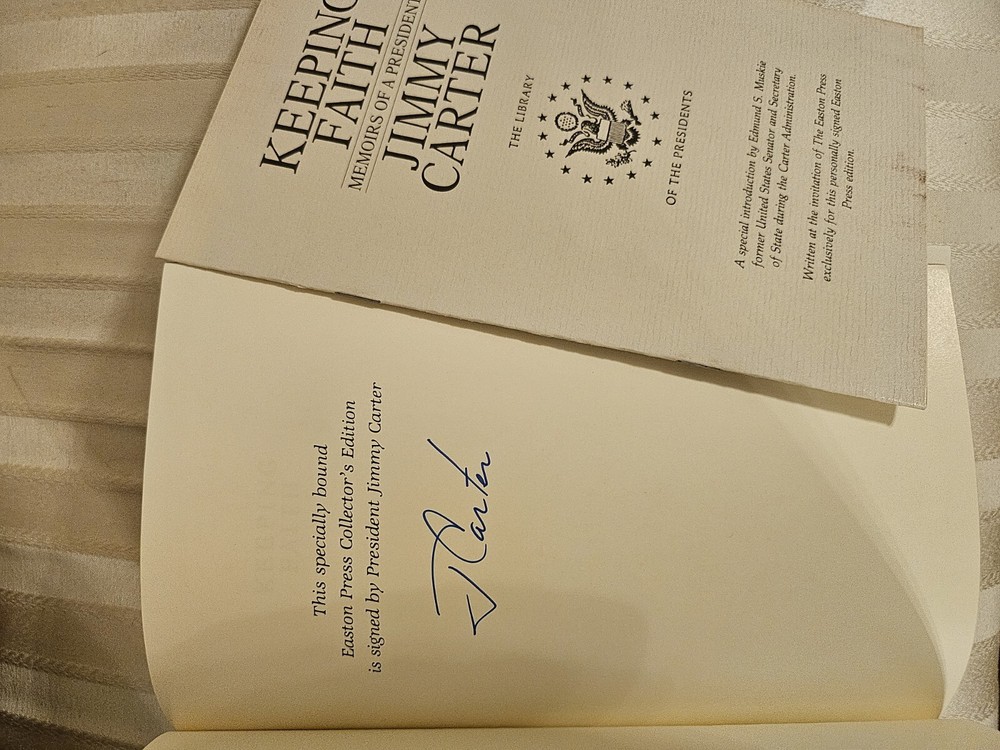 KEEPING
FAITH
MEMOIRS OF A PRESIDENT
JIMMY
CARTER
THE LIBRARY
OF THE PRESIDENTS
A special introduction by Edmund S. Muskie
former United States Senator and Secretary
of State during the Carter Administration.
Written at the invitation of The Easton Press
exclusively for this personally signed Easton
Press edition.
This specially bound
Easton Press Collector's Edition
is signed by President Jimmy Carter
J Carter